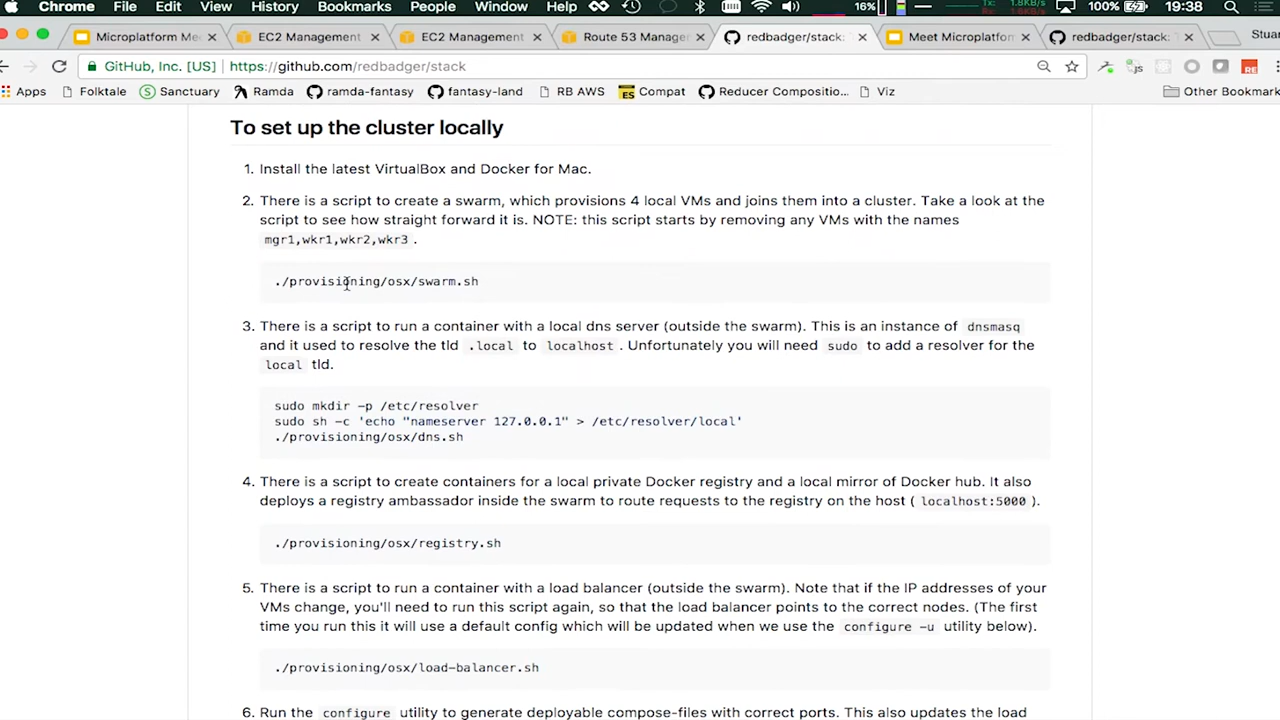 Chrome File Edit View History Bookmarks People Window Help 16% 1.8KB/s 100% 19:38
Microplatform Me EC2 Management EC2 Management Route 53 Manage redbadger/stack: Meet Microplatfo redbadger/stack: T Stua
GitHub, Inc. [US] https://github.com/redbadger/stack
Apps Folktale Sanctuary Ramda ramda-fantasy fantasy-land RB AWS ES Compat Reducer Compositio... Viz Other Bookmark
To set up the cluster locally
1. Install the latest VirtualBox and Docker for Mac.
2. There is a script to create a swarm, which provisions 4 local VMs and joins them into a cluster. Take a look at the
script to see how straight forward it is. NOTE: this script starts by removing any VMs with the names
mgr1,wkr1,wkr2,wkr3 .
./provisioning/osx/swarm.sh
3. There is a script to run a container with a local dns server (outside the swarm). This is an instance of dnsmasq
and it used to resolve the tld .local to localhost . Unfortunately you will need sudo to add a resolver for the
local tld.
sudo mkdir -p /etc/resolver
sudo sh -c 'echo "nameserver 127.0.0.1" > /etc/resolver/local'
./provisioning/osx/dns.sh
4. There is a script to create containers for a local private Docker registry and a local mirror of Docker hub. It also
deploys a registry ambassador inside the swarm to route requests to the registry on the host ( localhost:5000 ).
./provisioning/osx/registry.sh
5. There is a script to run a container with a load balancer (outside the swarm). Note that if the IP addresses of your
VMs change, you'll need to run this script again, so that the load balancer points to the correct nodes. (The first
time you run this it will use a default config which will be updated when we use the configure -u utility below).
./provisioning/osx/load-balancer.sh
6. Run the configure utility to generate deployable compose-files with correct ports. This also updates the load